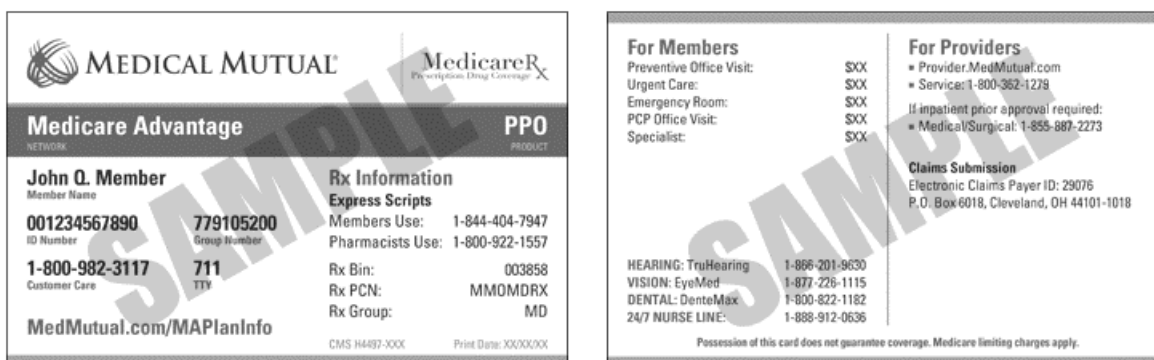 MEDICAL MUTUAL®
MedicareRx
Prescription Drug Coverage
Medicare Advantage PPO
NETWORK PRODUCT
John Q. Member
Member Name
001234567890 779105200
ID Number Group Number
1-800-982-3117 711
Customer Care TTY
MedMutual.com/MAPlanInfo
Rx Information
Express Scripts
Members Use: 1-844-404-7947
Pharmacists Use: 1-800-922-1557
Rx Bin: 003858
Rx PCN: MMOMDRX
Rx Group: MD
CMS H4497-XXX Print Date: XX/XX/XX
SAMPLE
For Members
Preventive Office Visit: $XX
Urgent Care: $XX
Emergency Room: $XX
PCP Office Visit: $XX
Specialist: $XX
HEARING: TruHearing 1-866-201-9630
VISION: EyeMed 1-877-226-1115
DENTAL: DenteMax 1-800-822-1182
24/7 NURSE LINE: 1-888-912-0636
For Providers
▪ Provider.MedMutual.com
▪ Service: 1-800-362-1279
If inpatient prior approval required:
▪ Medical/Surgical: 1-855-887-2273
Claims Submission
Electronic Claims Payer ID: 29076
P.O. Box 6018, Cleveland, OH 44101-1018
Possession of this card does not guarantee coverage. Medicare limiting charges apply.
SAMPLE